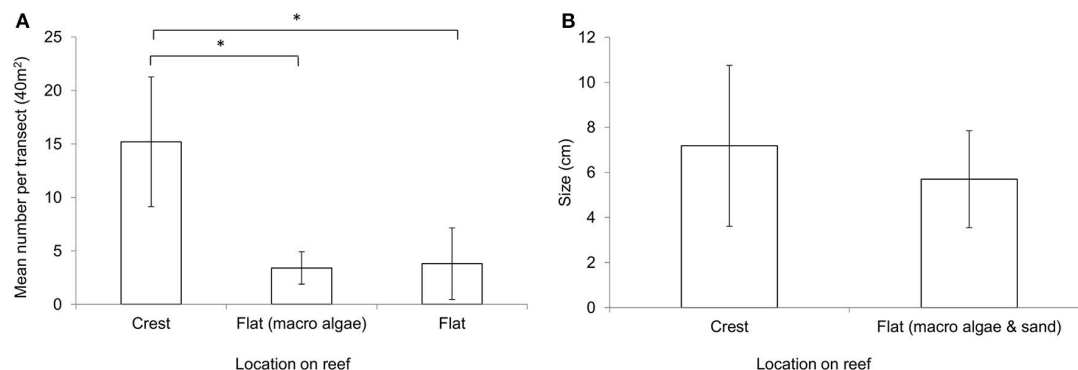 A
Mean number per transect (40m²)
25
20
15
10
5
0
*
*
Crest
Flat (macro algae)
Flat
Location on reef
B
Size (cm)
12
10
8
6
4
2
0
Crest
Flat (macro algae & sand)
Location on reef